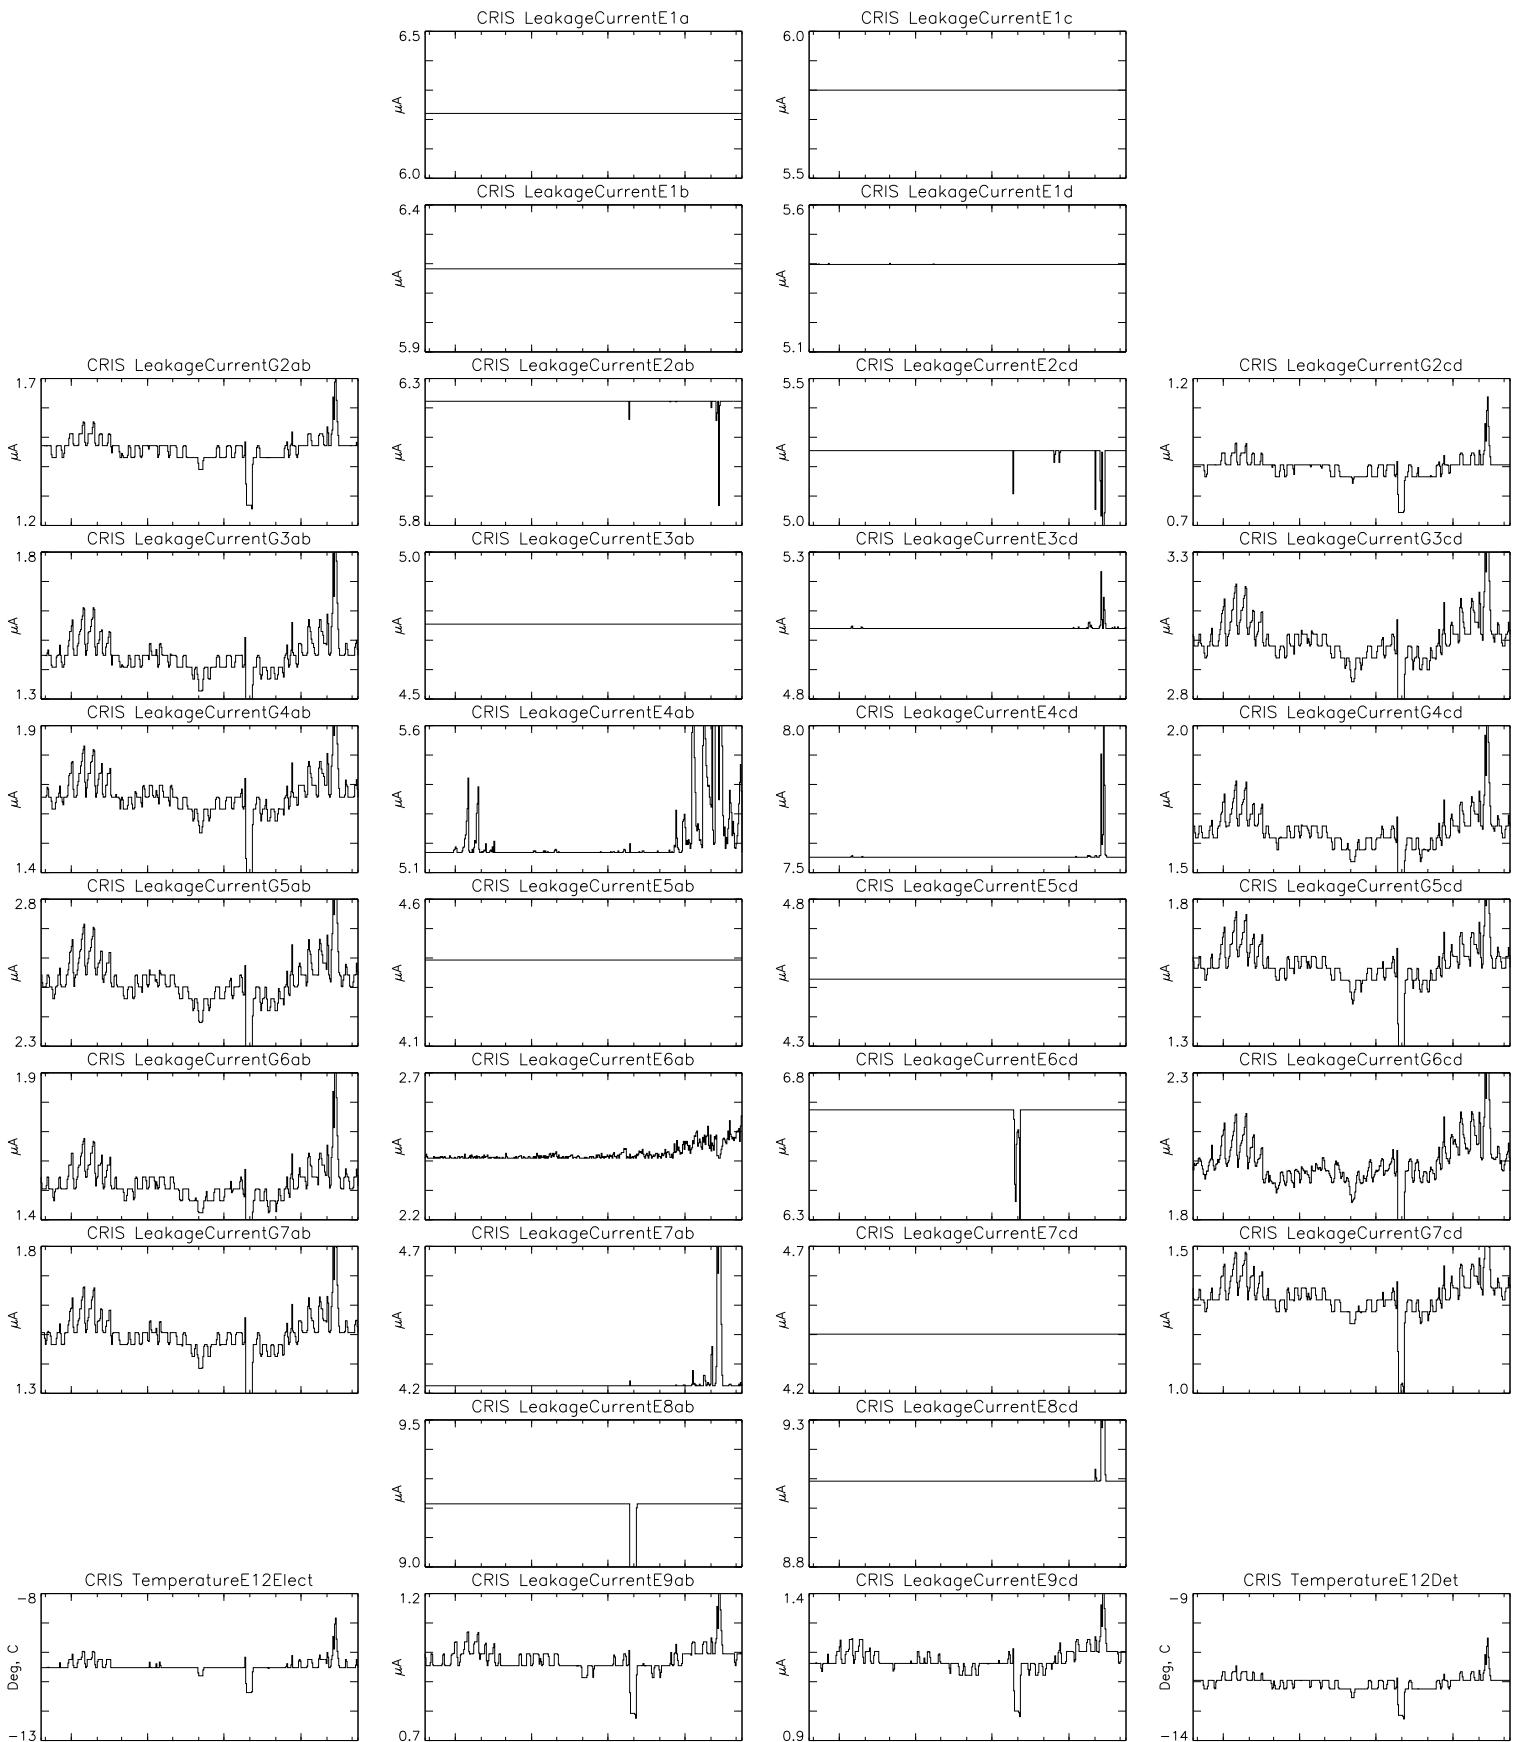 CRIS LeakageCurrentE1a CRIS LeakageCurrentE1c
6.5 6.0
μA μA
6.0 5.5
CRIS LeakageCurrentE1b CRIS LeakageCurrentE1d
6.4 5.6
μA μA
5.9 5.1
CRIS LeakageCurrentG2ab CRIS LeakageCurrentE2ab CRIS LeakageCurrentE2cd CRIS LeakageCurrentG2cd
1.7 6.3 5.5 1.2
μA μA μA μA
1.2 5.8 5.0 0.7
CRIS LeakageCurrentG3ab CRIS LeakageCurrentE3ab CRIS LeakageCurrentE3cd CRIS LeakageCurrentG3cd
1.8 5.0 5.3 3.3
μA μA μA μA
1.3 4.5 4.8 2.8
CRIS LeakageCurrentG4ab CRIS LeakageCurrentE4ab CRIS LeakageCurrentE4cd CRIS LeakageCurrentG4cd
1.9 5.6 8.0 2.0
μA μA μA μA
1.4 5.1 7.5 1.5
CRIS LeakageCurrentG5ab CRIS LeakageCurrentE5ab CRIS LeakageCurrentE5cd CRIS LeakageCurrentG5cd
2.8 4.6 4.8 1.8
μA μA μA μA
2.3 4.1 4.3 1.3
CRIS LeakageCurrentG6ab CRIS LeakageCurrentE6ab CRIS LeakageCurrentE6cd CRIS LeakageCurrentG6cd
1.9 2.7 6.8 2.3
μA μA μA μA
1.4 2.2 6.3 1.8
CRIS LeakageCurrentG7ab CRIS LeakageCurrentE7ab CRIS LeakageCurrentE7cd CRIS LeakageCurrentG7cd
1.8 4.7 4.7 1.5
μA μA μA μA
1.3 4.2 4.2 1.0
CRIS LeakageCurrentE8ab CRIS LeakageCurrentE8cd
9.5 9.3
μA μA
9.0 8.8
CRIS TemperatureE12Elect CRIS LeakageCurrentE9ab CRIS LeakageCurrentE9cd CRIS TemperatureE12Det
-8 1.2 1.4 -9
Deg, C μA μA Deg, C
-13 0.7 0.9 -14